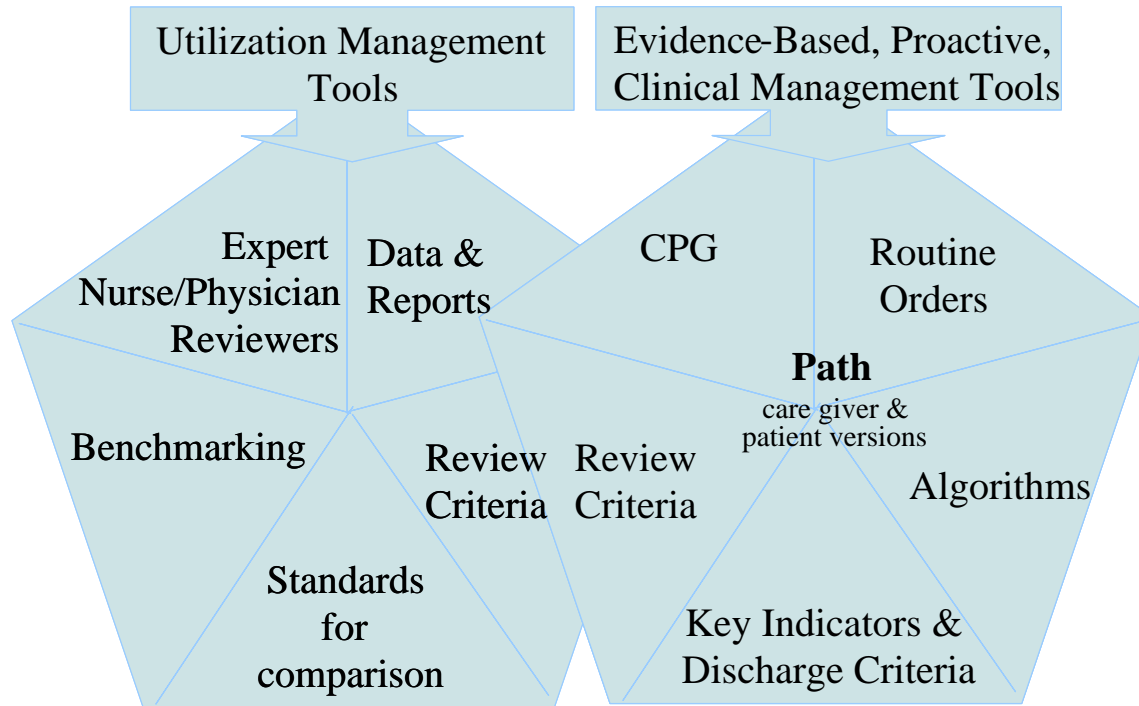 Utilization Management
Tools
Evidence-Based, Proactive,
Clinical Management Tools
Expert
Nurse/Physician
Reviewers
Data &
Reports
Benchmarking
Review
Criteria
Standards
for
comparison
CPG
Routine
Orders
Path
care giver &
patient versions
Review
Criteria
Algorithms
Key Indicators &
Discharge Criteria